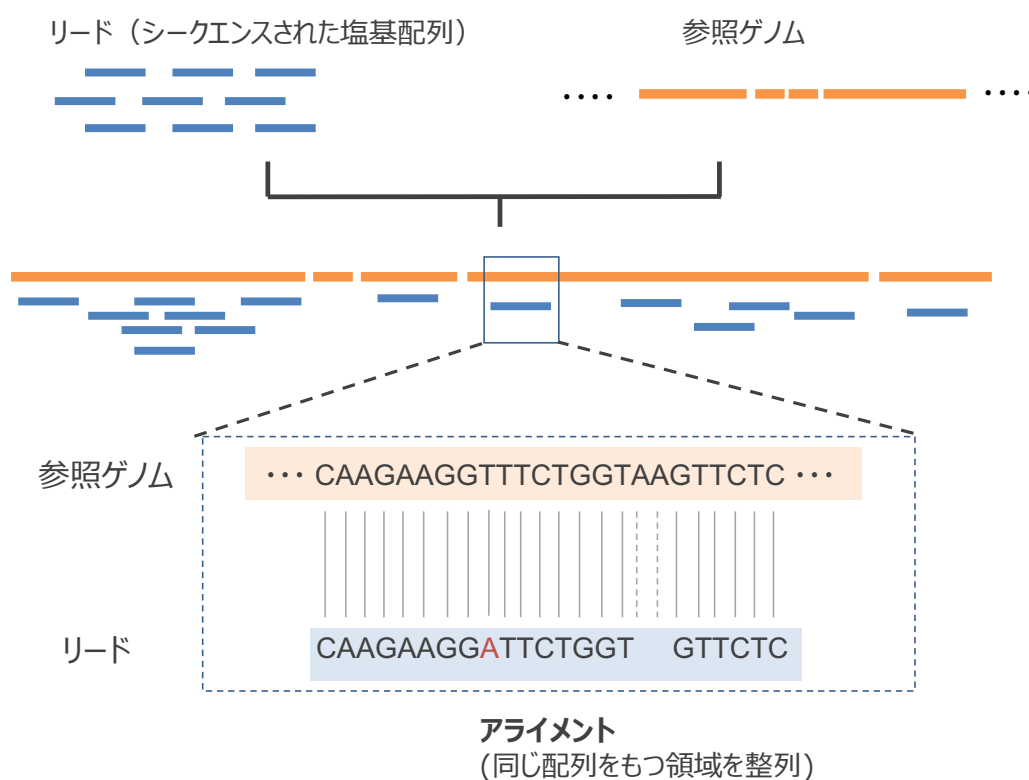 リード（シークエンスされた塩基配列）
参照ゲノム
････
････
参照ゲノム
･･･ CAAGAAGGTTTCTGGTAAGTTCTC ･･･
リード
CAAGAAGGATTCTGGT GTTCTC
アライメント
(同じ配列をもつ領域を整列)